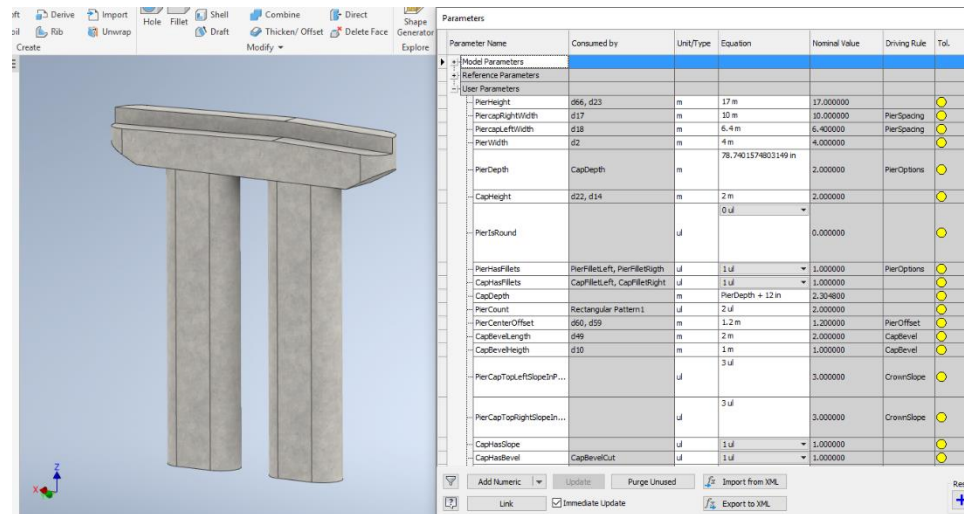 ft Derive Import Hole Fillet Shell Combine Direct Shape
oil Rib Unwrap Draft Thicken/ Offset Delete Face Generator
Create Modify Explore
Parameters
Parameter Name Consumed by Unit/Type Equation Nominal Value Driving Rule Tol.
Model Parameters
Reference Parameters
User Parameters
PierHeight d66, d23 m 17 m 17.000000
PiercapRightWidth d17 m 10 m 10.000000 PierSpacing
PiercapLeftWidth d18 m 6.4 m 6.400000 PierSpacing
PierWidth d2 m 4 m 4.000000
PierDepth CapDepth m 78.7401574803149 in 2.000000 PierOptions
CapHeight d22, d14 m 2 m 2.000000
PierIsRound ul 0 ul 0.000000
PierHasFillets PierFilletLeft, PierFilletRigth ul 1 ul 1.000000 PierOptions
CapHasFillets CapFilletLeft, CapFilletRight ul 1 ul 1.000000
CapDepth m PierDepth + 12 in 2.304800
PierCount Rectangular Pattern1 ul 2 ul 2.000000
PierCenterOffset d60, d59 m 1.2 m 1.200000 PierOffset
CapBevelLength d49 m 2 m 2.000000 CapBevel
CapBevelHeigth d10 m 1 m 1.000000 CapBevel
PierCapTopLeftSlopeInP... ul 3 ul 3.000000 CrownSlope
PierCapTopRightSlopeIn... ul 3 ul 3.000000 CrownSlope
CapHasSlope ul 1 ul 1.000000
CapHasBevel CapBevelCut ul 1 ul 1.000000
Add Numeric Update Purge Unused Import from XML Res
Link Immediate Update Export to XML
Z
X